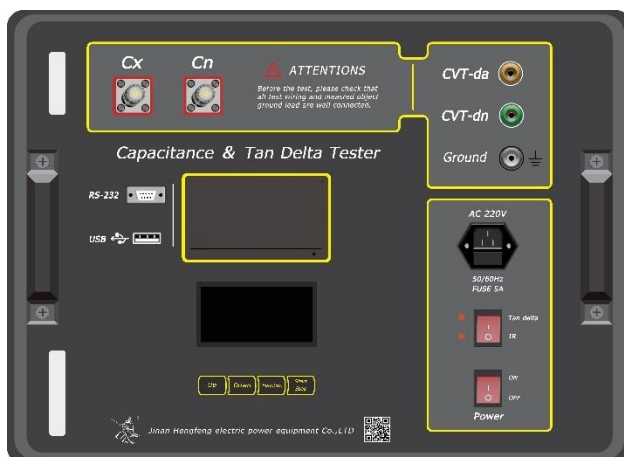 Cx
Cn
ATTENTIONS
Before the test, please check that
all test wiring and measured object
ground lead are well connected.
CVT-da
CVT-dn
Ground
Capacitance & Tan Delta Tester
RS-232
USB
AC 220V
50/60Hz
FUSE 5A
Tan delta
IR
ON
OFF
Power
Up
Down
Start
Stop
Jinan Hengfeng electric power equipment Co.,LTD